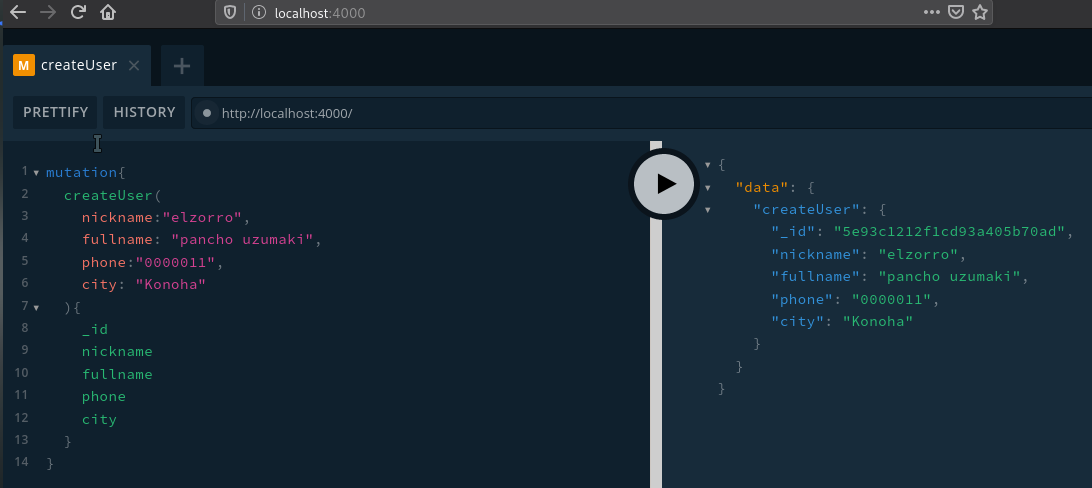 localhost:4000
M createUser
PRETTIFY HISTORY http://localhost:4000/
1 mutation{
2 createUser(
3 nickname:"elzorro",
4 fullname: "pancho uzumaki",
5 phone:"0000011",
6 city: "Konoha"
7 ){
8 _id
9 nickname
10 fullname
11 phone
12 city
13 }
14 }
{
"data": {
"createUser": {
"_id": "5e93c1212f1cd93a405b70ad",
"nickname": "elzorro",
"fullname": "pancho uzumaki",
"phone": "0000011",
"city": "Konoha"
}
}
}